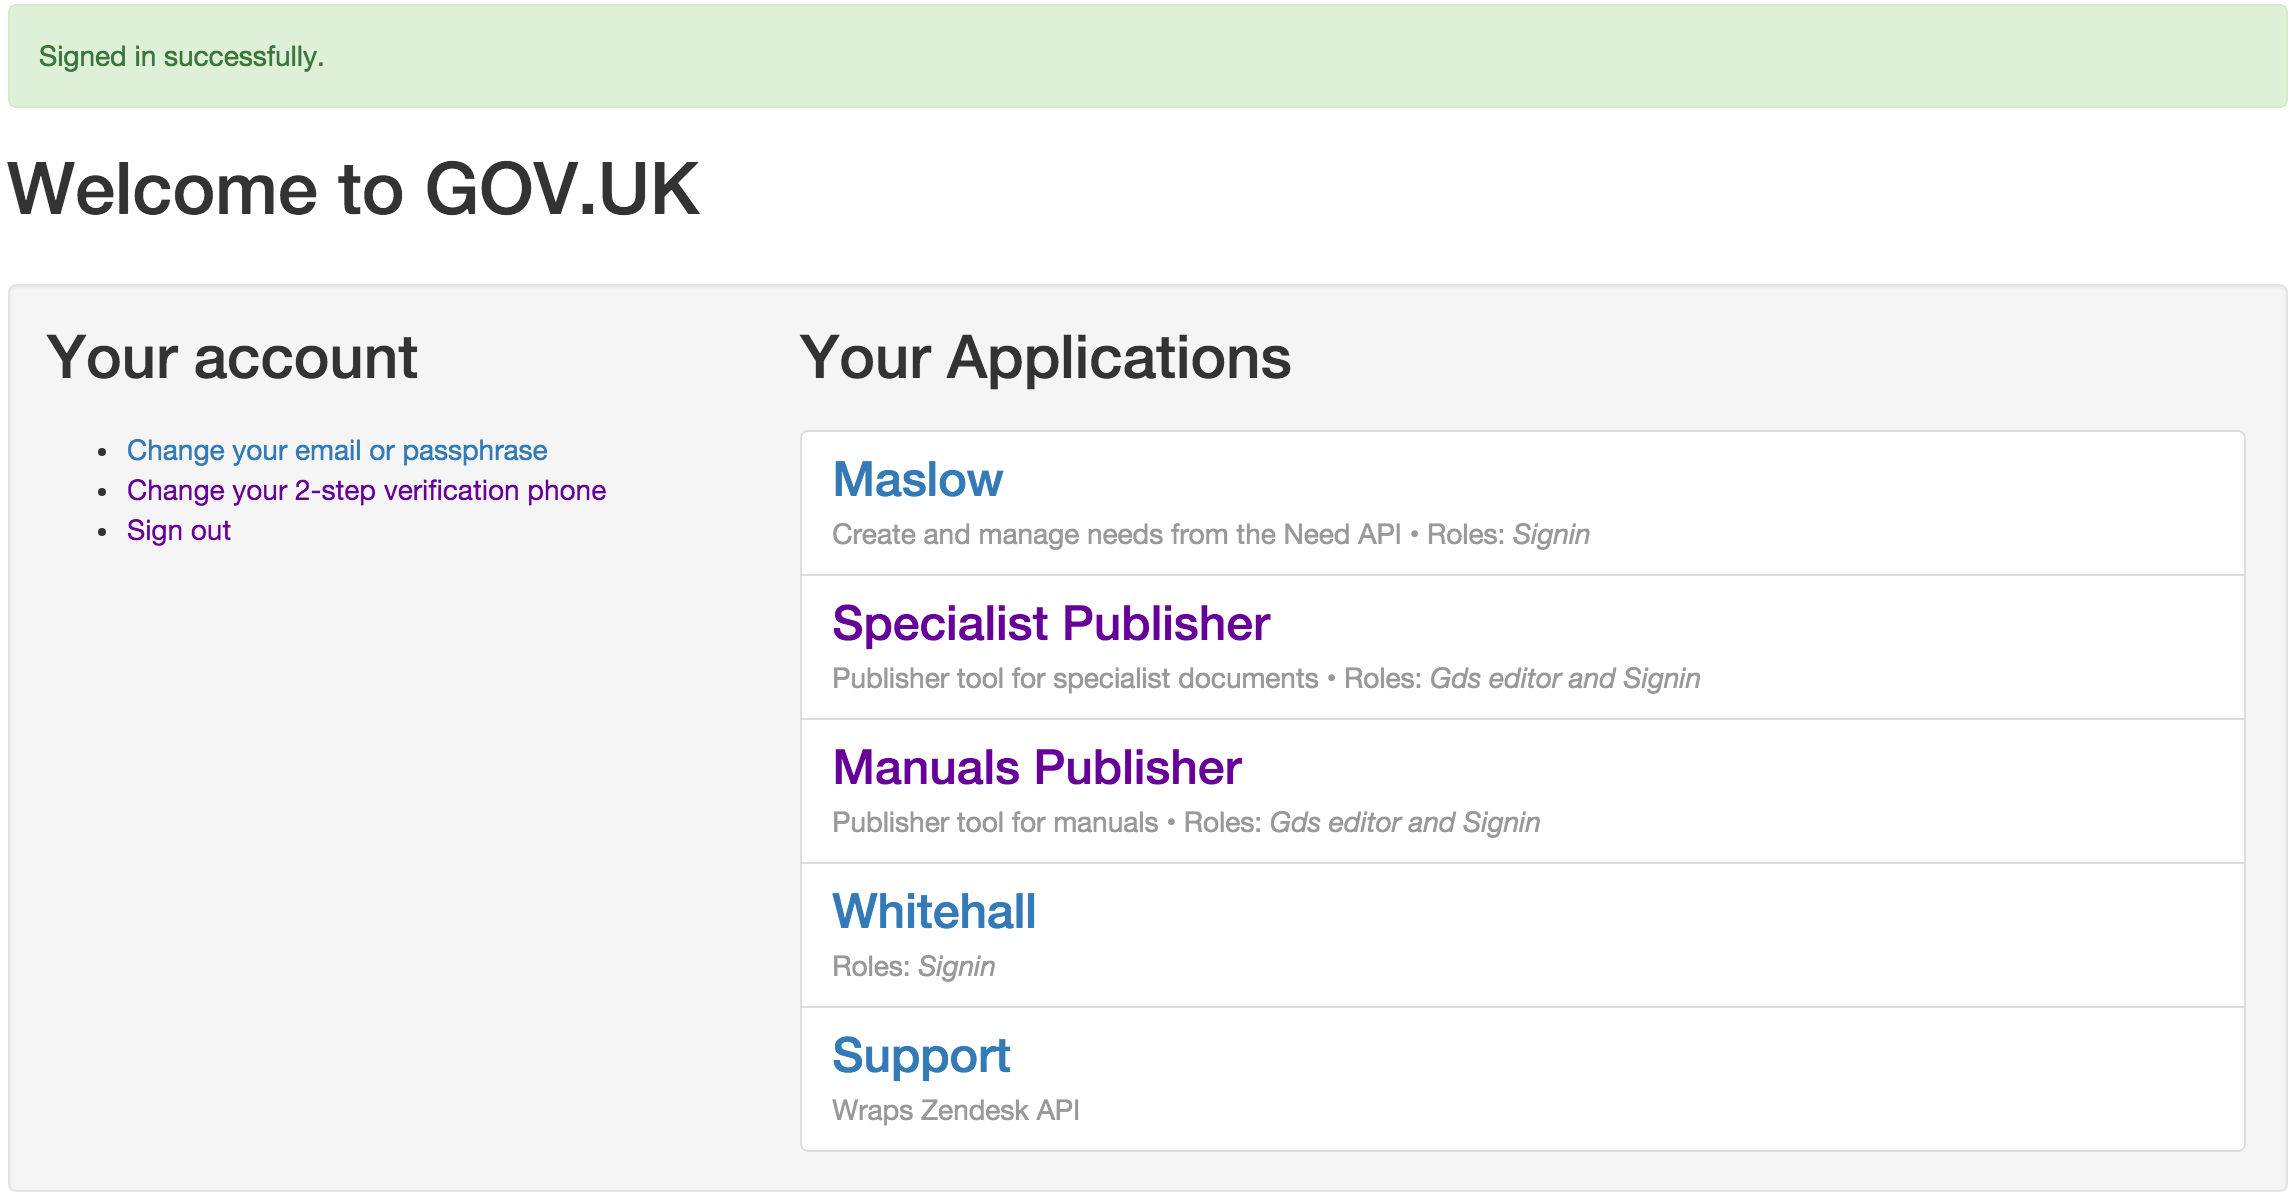 Signed in successfully.
Welcome to GOV.UK
Your account
• Change your email or passphrase
• Change your 2-step verification phone
• Sign out
Your Applications
Maslow
Create and manage needs from the Need API • Roles: Signin
Specialist Publisher
Publisher tool for specialist documents • Roles: Gds editor and Signin
Manuals Publisher
Publisher tool for manuals • Roles: Gds editor and Signin
Whitehall
Roles: Signin
Support
Wraps Zendesk API